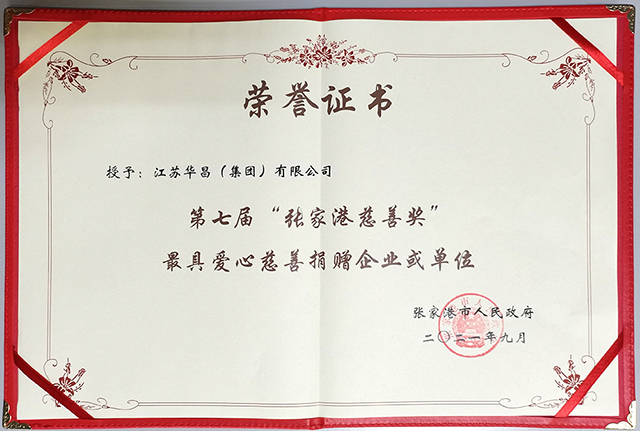 荣誉证书
授予：江苏华昌（集团）有限公司
第七届“张家港慈善奖”
最具爱心慈善捐赠企业或单位
张家港市人民政府
二〇二一年九月